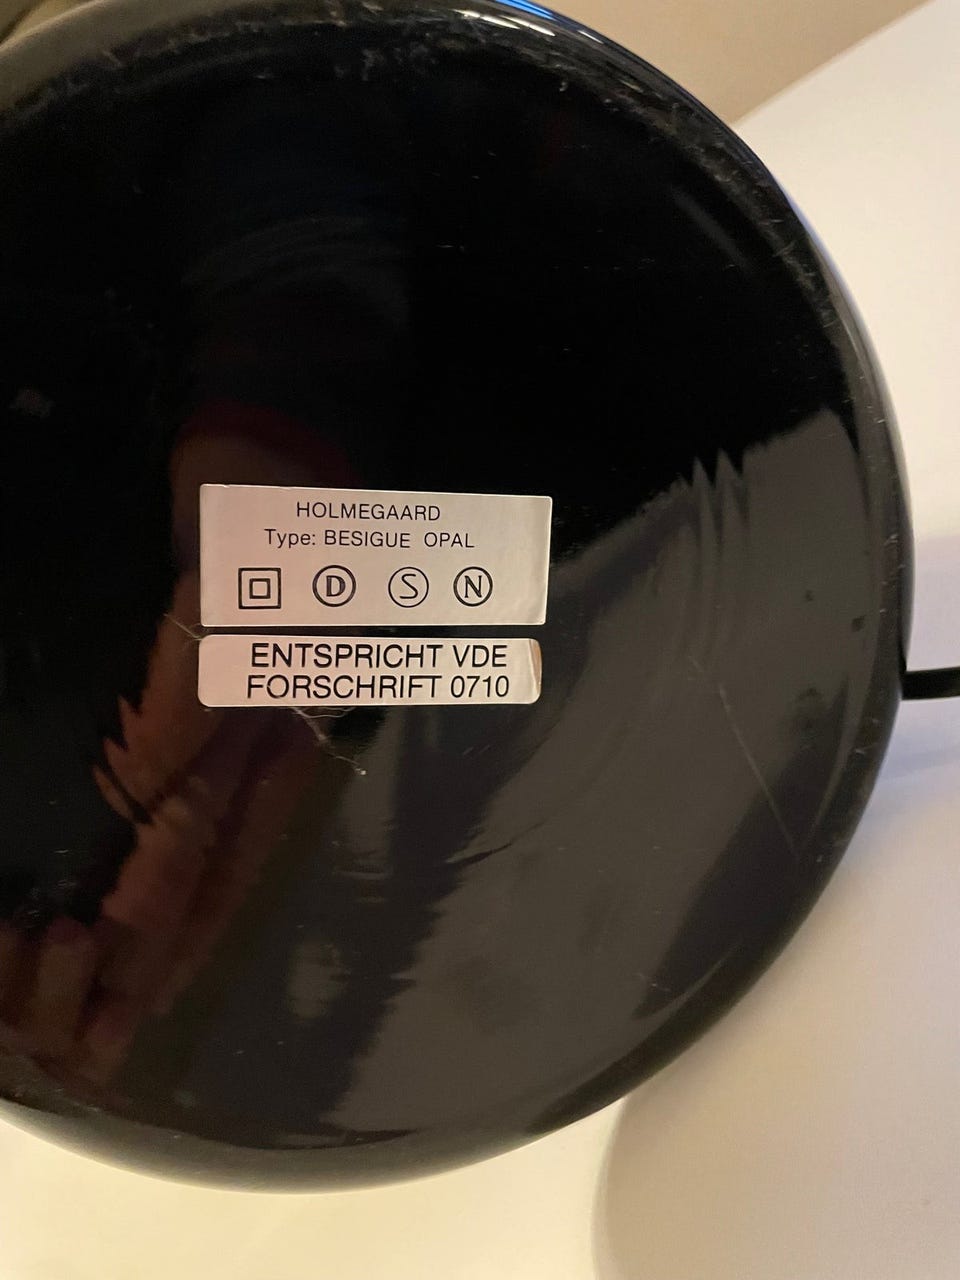 HOLMEGAARD
Type: BESIGUE OPAL
D S N
ENTSPRICHT VDE
FORSCHRIFT 0710